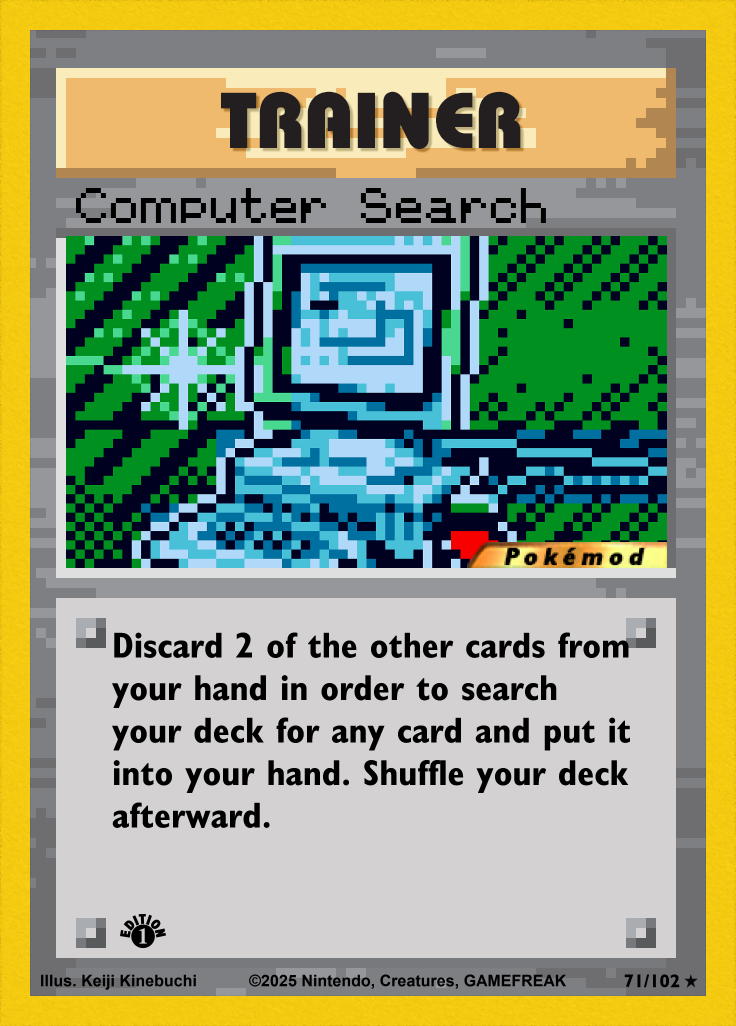 TRAINER
Computer Search
Pokémod
Discard 2 of the other cards from
your hand in order to search
your deck for any card and put it
into your hand. Shuffle your deck
afterward.
EDITION
1
Illus. Keiji Kinebuchi ©2025 Nintendo, Creatures, GAMEFREAK 71/102 ★